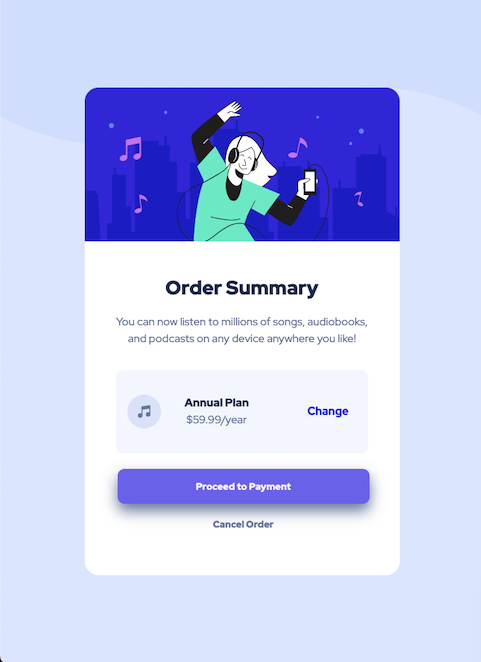 Order Summary
You can now listen to millions of songs, audiobooks,
and podcasts on any device anywhere you like!
Annual Plan
$59.99/year
Change
Proceed to Payment
Cancel Order